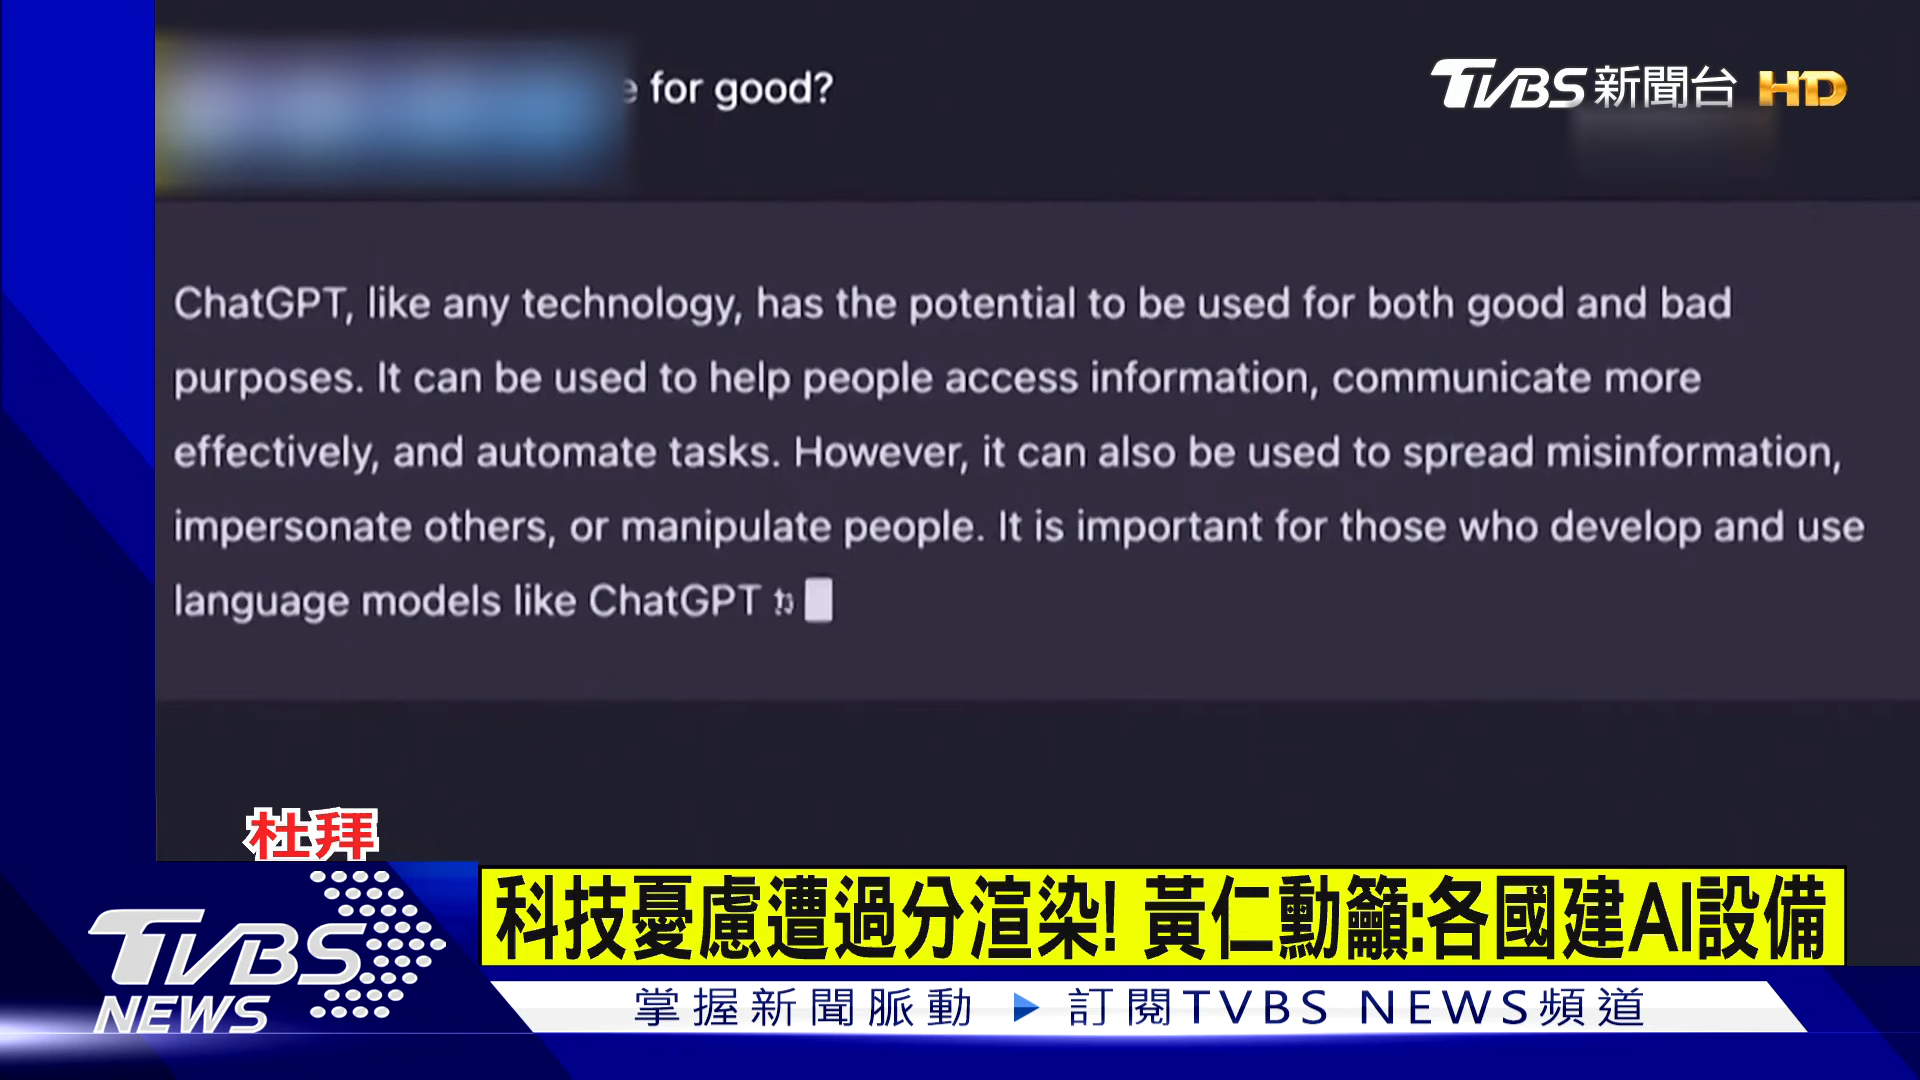 for good?
TVBS新聞台 HD
ChatGPT, like any technology, has the potential to be used for both good and bad
purposes. It can be used to help people access information, communicate more
effectively, and automate tasks. However, it can also be used to spread misinformation,
impersonate others, or manipulate people. It is important for those who develop and use
language models like ChatGPT
杜拜
科技憂慮遭過分渲染! 黃仁勳籲:各國建AI設備
TVBS
NEWS
掌握新聞脈動 ▶ 訂閱TVBS NEWS頻道